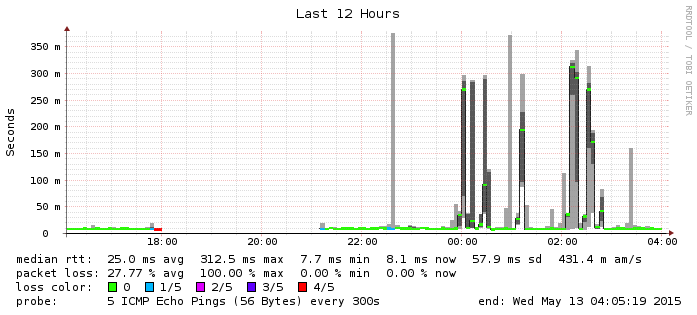 Last 12 Hours
RRDTOOL / TOBI OETIKER
Seconds
350 m
300 m
250 m
200 m
150 m
100 m
50 m
0
18:00 20:00 22:00 00:00 02:00 04:00
median rtt: 25.0 ms avg 312.5 ms max 7.7 ms min 8.1 ms now 57.9 ms sd 431.4 m am/s
packet loss: 27.77 % avg 100.00 % max 0.00 % min 0.00 % now
loss color: 0 1/5 2/5 3/5 4/5
probe: 5 ICMP Echo Pings (56 Bytes) every 300s end: Wed May 13 04:05:19 2015